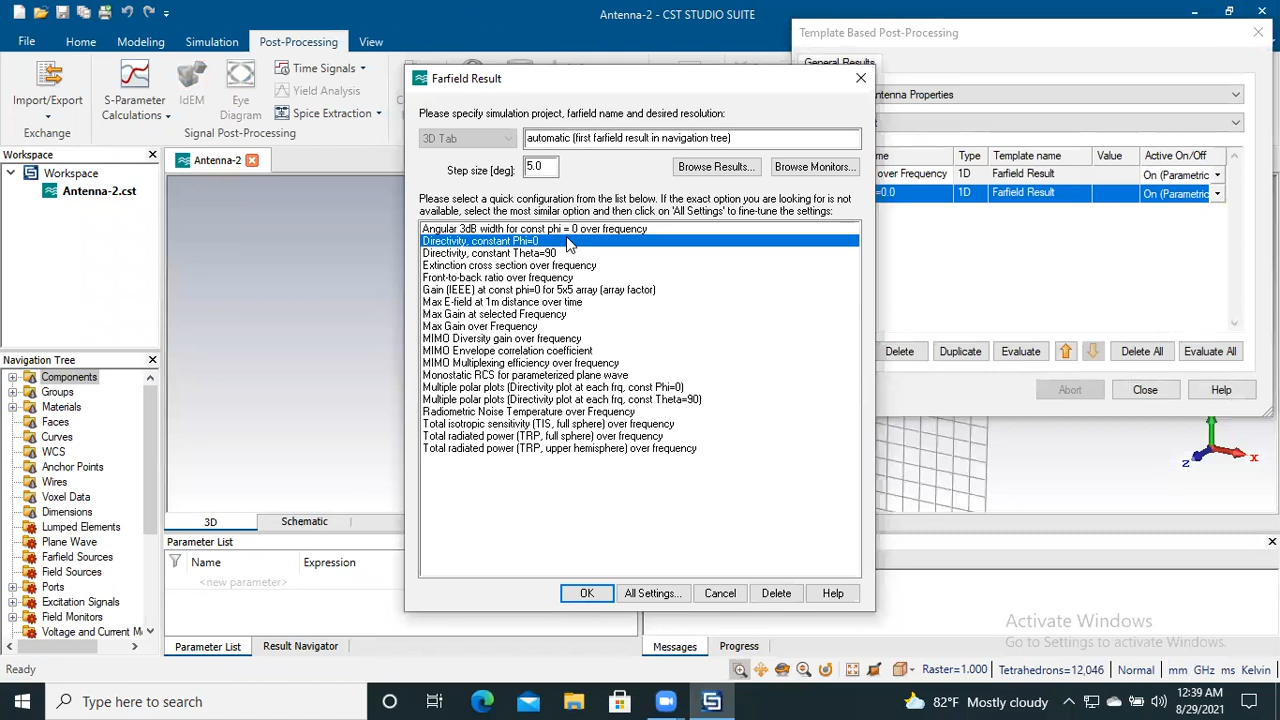 Antenna-2 - CST STUDIO SUITE
File Home Modeling Simulation Post-Processing View
Template Based Post-Processing
General Results
Import/Export
Exchange
S-Parameter Calculations
IdEM
Eye Diagram
Time Signals
Yield Analysis
Spice Extraction
Signal Post-Processing
Farfield Result
Please specify simulation project, farfield name and desired resolution:
3D Tab automatic (first farfield result in navigation tree)
Step size [deg]: 5.0 Browse Results... Browse Monitors...
Please select a quick configuration from the list below. If the exact option you are looking for is not
available, select the most similar option and then click on 'All Settings' to fine-tune the settings:
Angular 3dB width for const phi = 0 over frequency
Directivity, constant Phi=0
Directivity, constant Theta=90
Extinction cross section over frequency
Front-to-back ratio over frequency
Gain (IEEE) at const phi=0 for 5x5 array (array factor)
Max E-field at 1m distance over time
Max Gain at selected Frequency
Max Gain over Frequency
MIMO Diversity gain over frequency
MIMO Envelope correlation coefficient
MIMO Multiplexing efficiency over frequency
Monostatic RCS for parameterized plane wave
Multiple polar plots (Directivity plot at each frq, const Phi=0)
Multiple polar plots (Directivity plot at each frq, const Theta=90)
Radiometric Noise Temperature over Frequency
Total isotropic sensitivity (TIS, full sphere) over frequency
Total radiated power (TRP, full sphere) over frequency
Total radiated power (TRP, upper hemisphere) over frequency
OK All Settings... Cancel Delete Help
ntenna Properties
me Type Template name Value Active On/Off
over Frequency 1D Farfield Result On (Parametric
=0.0 1D Farfield Result On (Parametric
Delete Duplicate Evaluate Delete All Evaluate All
Abort Close Help
Workspace
Workspace
Antenna-2.cst
Antenna-2
Navigation Tree
Components
Groups
Materials
Faces
Curves
WCS
Anchor Points
Wires
Voxel Data
Dimensions
Lumped Elements
Plane Wave
Farfield Sources
Field Sources
Ports
Excitation Signals
Field Monitors
Voltage and Current M
z x
3D Schematic
Parameter List
Name Expression
<new parameter>
Parameter List Result Navigator
Messages Progress
Activate Windows
Go to Settings to activate Windows.
Ready Raster=1.000 Tetrahedrons=12,046 Normal mm GHz ns Kelvin
Type here to search
82°F Mostly cloudy
12:39 AM
8/29/2021